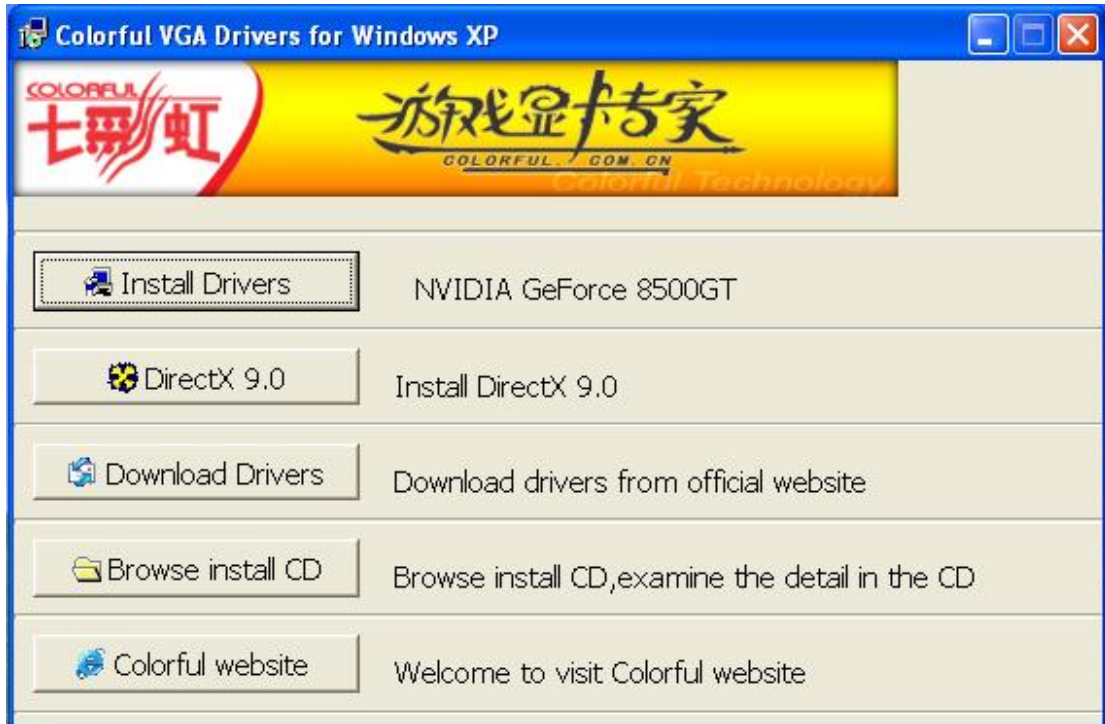 Colorful VGA Drivers for Windows XP
COLORFUL
七彩虹
游戏显卡专家
COLORFUL. COM. CN
Colorful Technology
Install Drivers
NVIDIA GeForce 8500GT
DirectX 9.0
Install DirectX 9.0
Download Drivers
Download drivers from official website
Browse install CD
Browse install CD,examine the detail in the CD
Colorful website
Welcome to visit Colorful website